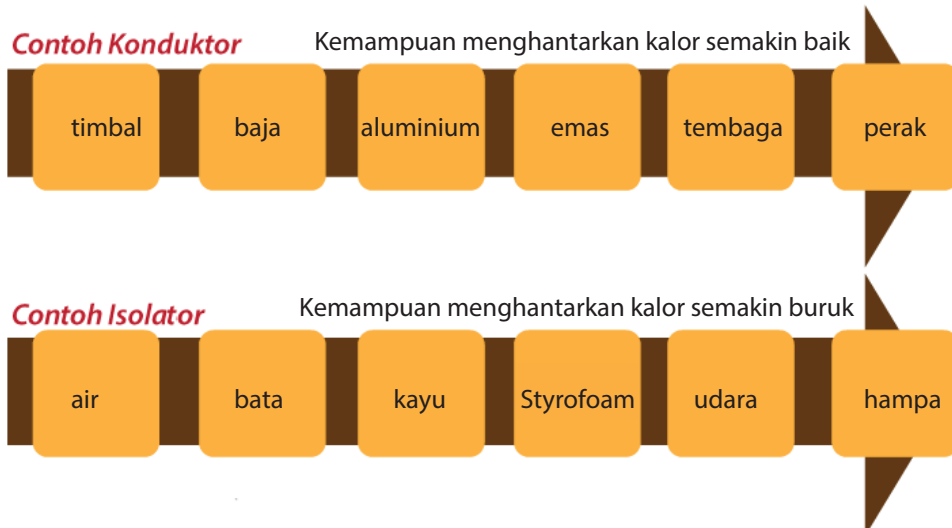 Contoh Konduktor
Kemampuan menghantarkan kalor semakin baik
timbal baja aluminium emas tembaga perak
Contoh Isolator
Kemampuan menghantarkan kalor semakin buruk
air bata kayu Styrofoam udara hampa